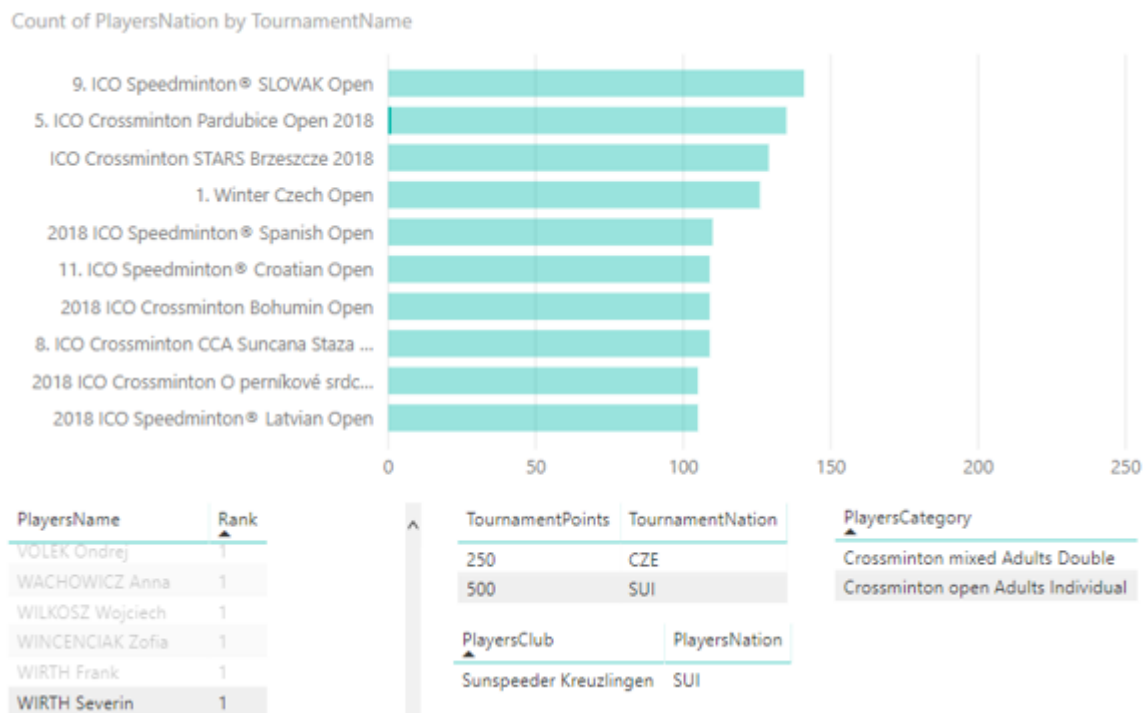 Count of PlayersNation by TournamentName
9. ICO Speedminton® SLOVAK Open
5. ICO Crossminton Pardubice Open 2018
ICO Crossminton STARS Brzeszcze 2018
1. Winter Czech Open
2018 ICO Speedminton® Spanish Open
11. ICO Speedminton® Croatian Open
2018 ICO Crossminton Bohumin Open
8. ICO Crossminton CCA Suncana Staza ...
2018 ICO Crossminton O perníkové srdc...
2018 ICO Speedminton® Latvian Open
0 50 100 150 200 250
PlayersName Rank
VOLEK Ondrej 1
WACHOWICZ Anna 1
WILKOSZ Wojciech 1
WINCENCIAK Zofia 1
WIRTH Frank 1
WIRTH Severin 1
TournamentPoints TournamentNation
250 CZE
500 SUI
PlayersClub PlayersNation
Sunspeeder Kreuzlingen SUI
PlayersCategory
Crossminton mixed Adults Double
Crossminton open Adults Individual